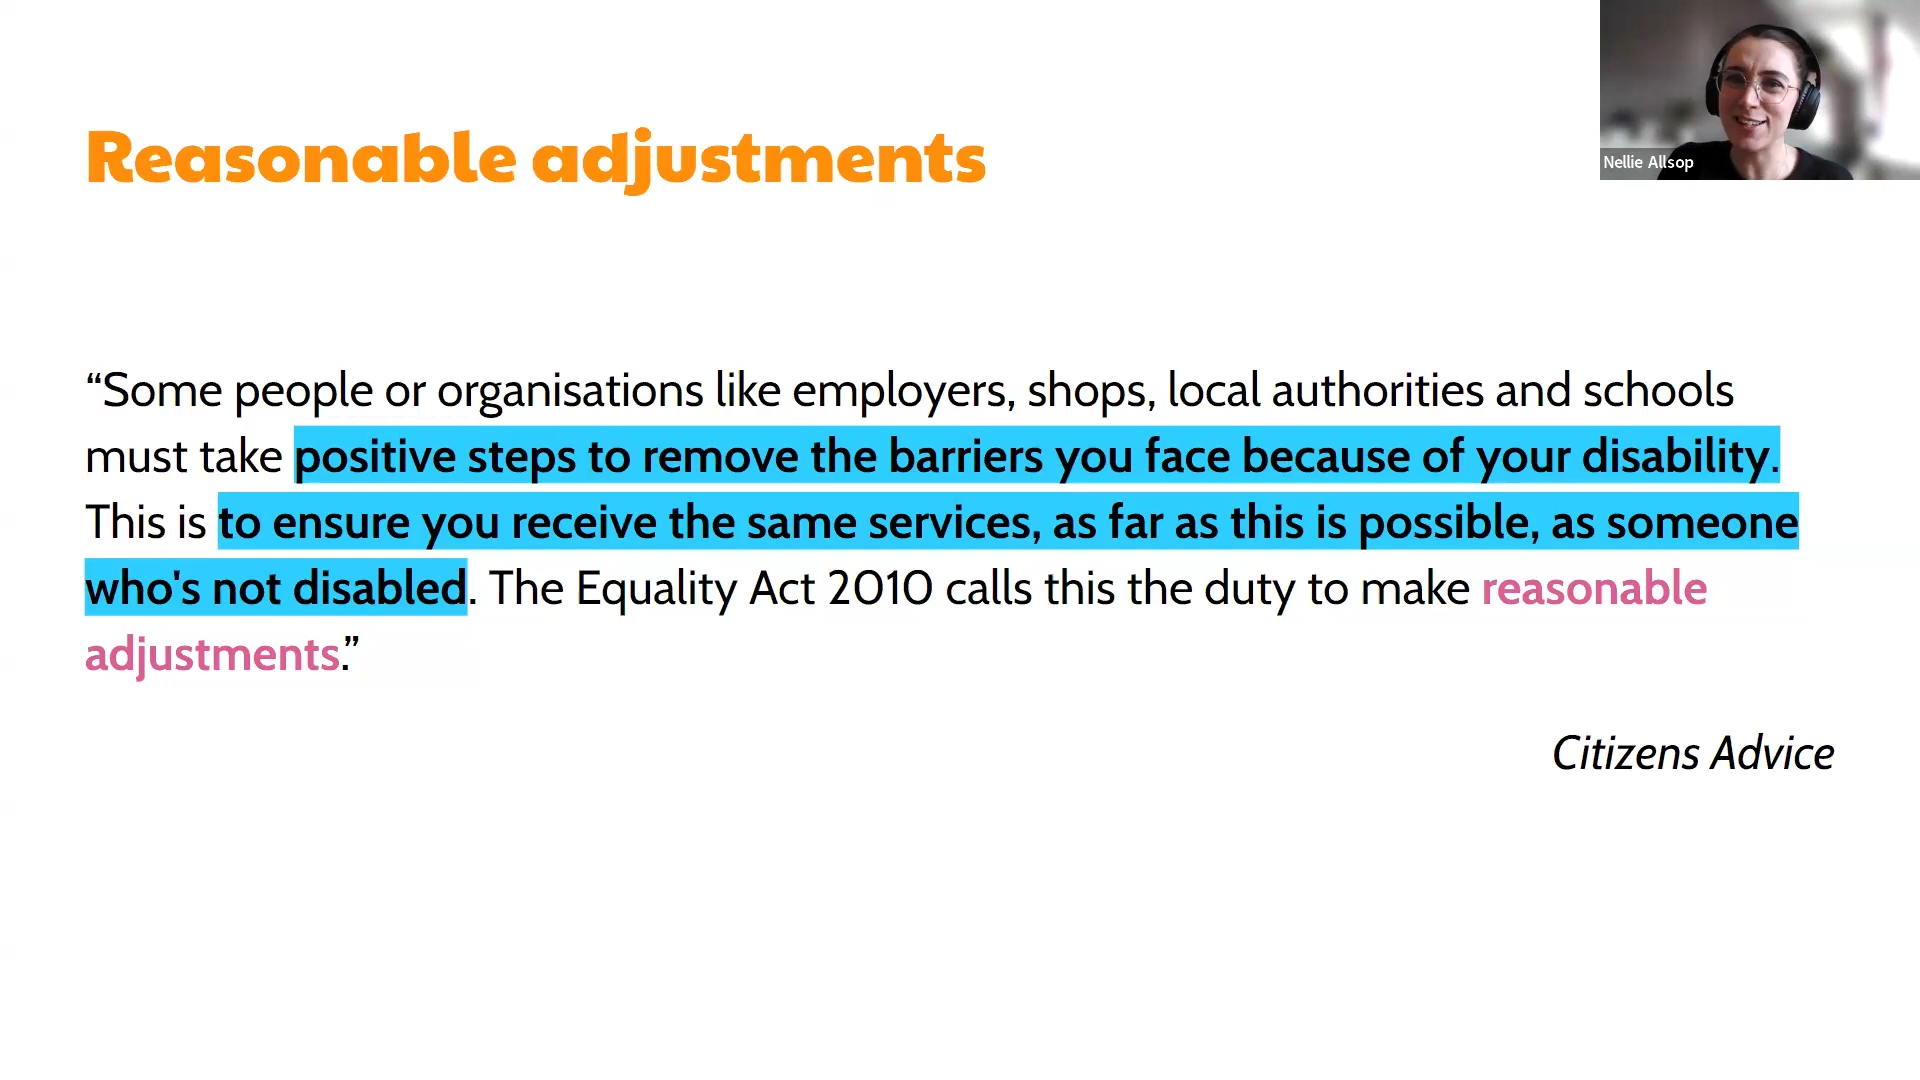 Nellie Allsop
Reasonable adjustments
“Some people or organisations like employers, shops, local authorities and schools
must take positive steps to remove the barriers you face because of your disability.
This is to ensure you receive the same services, as far as this is possible, as someone
who's not disabled. The Equality Act 2010 calls this the duty to make reasonable
adjustments.”
Citizens Advice